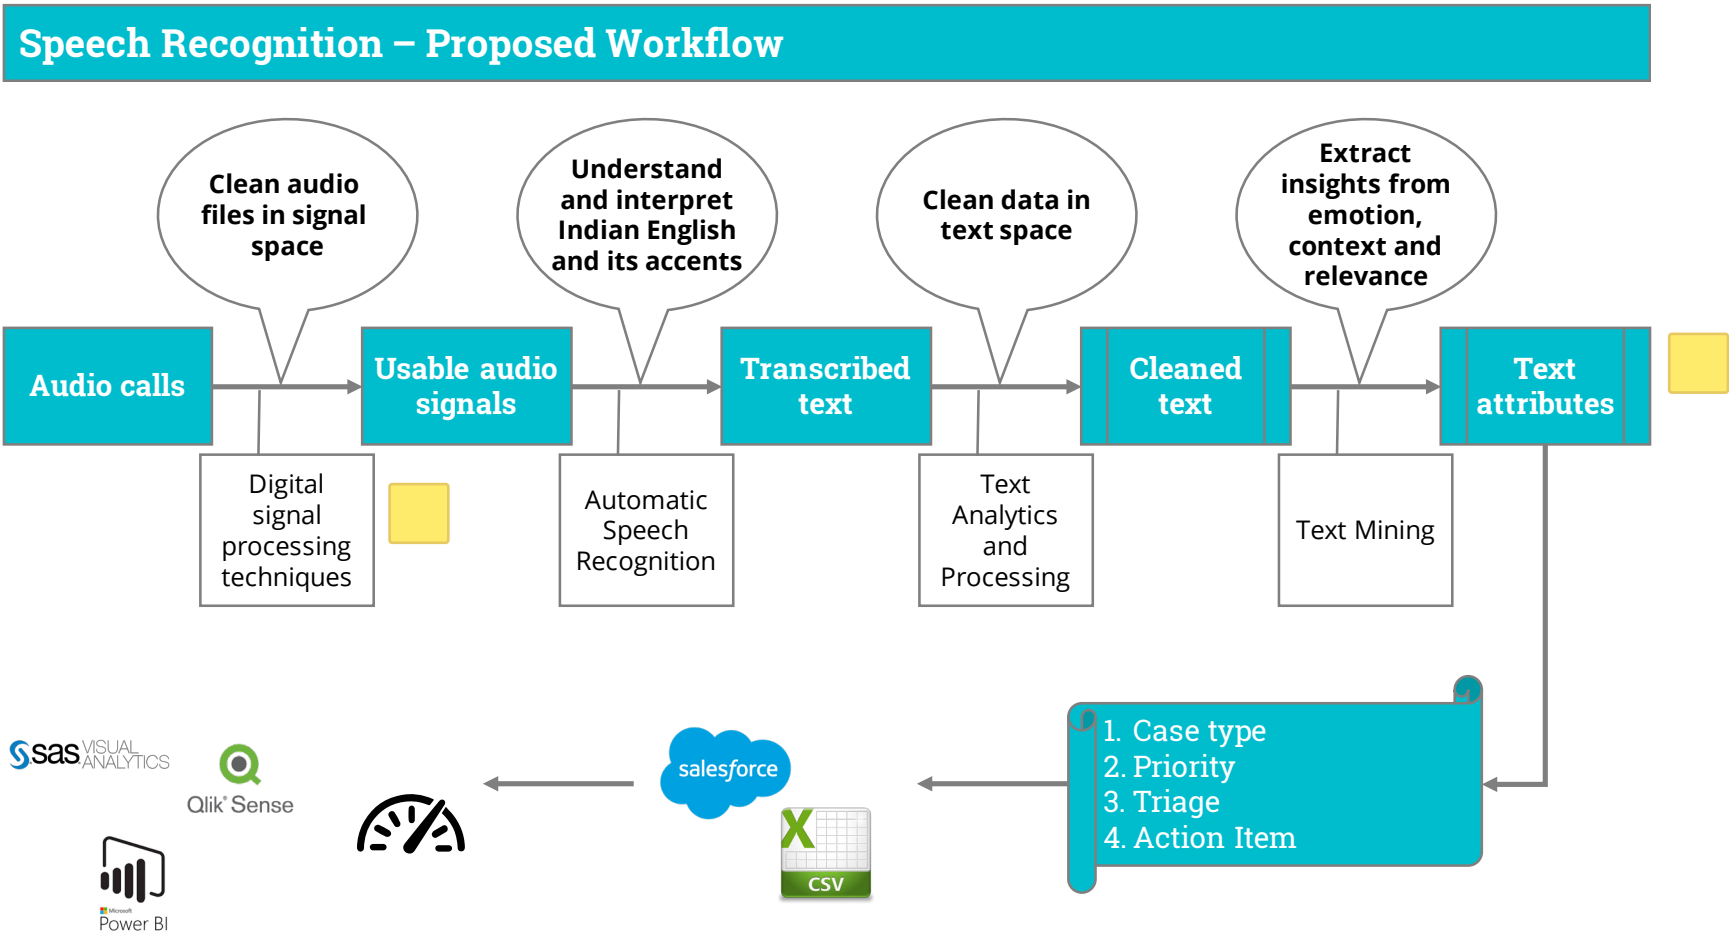 Speech Recognition – Proposed Workflow
Clean audio
files in signal
space
Understand
and interpret
Indian English
and its accents
Clean data in
text space
Extract
insights from
emotion,
context and
relevance
Audio calls
Usable audio
signals
Transcribed
text
Cleaned
text
Text
attributes
Digital
signal
processing
techniques
Automatic
Speech
Recognition
Text
Analytics
and
Processing
Text Mining
1. Case type
2. Priority
3. Triage
4. Action Item
salesforce
X
CSV
sas VISUAL
ANALYTICS
Qlik® Sense
Microsoft
Power BI